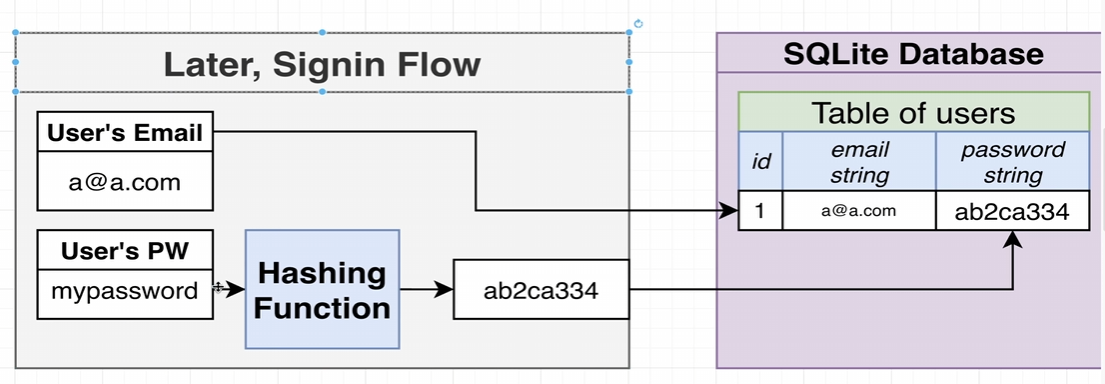 Later, Signin Flow
User's Email
a@a.com
User's PW
mypassword
Hashing
Function
ab2ca334
SQLite Database
Table of users
id
email
string
password
string
1
a@a.com
ab2ca334